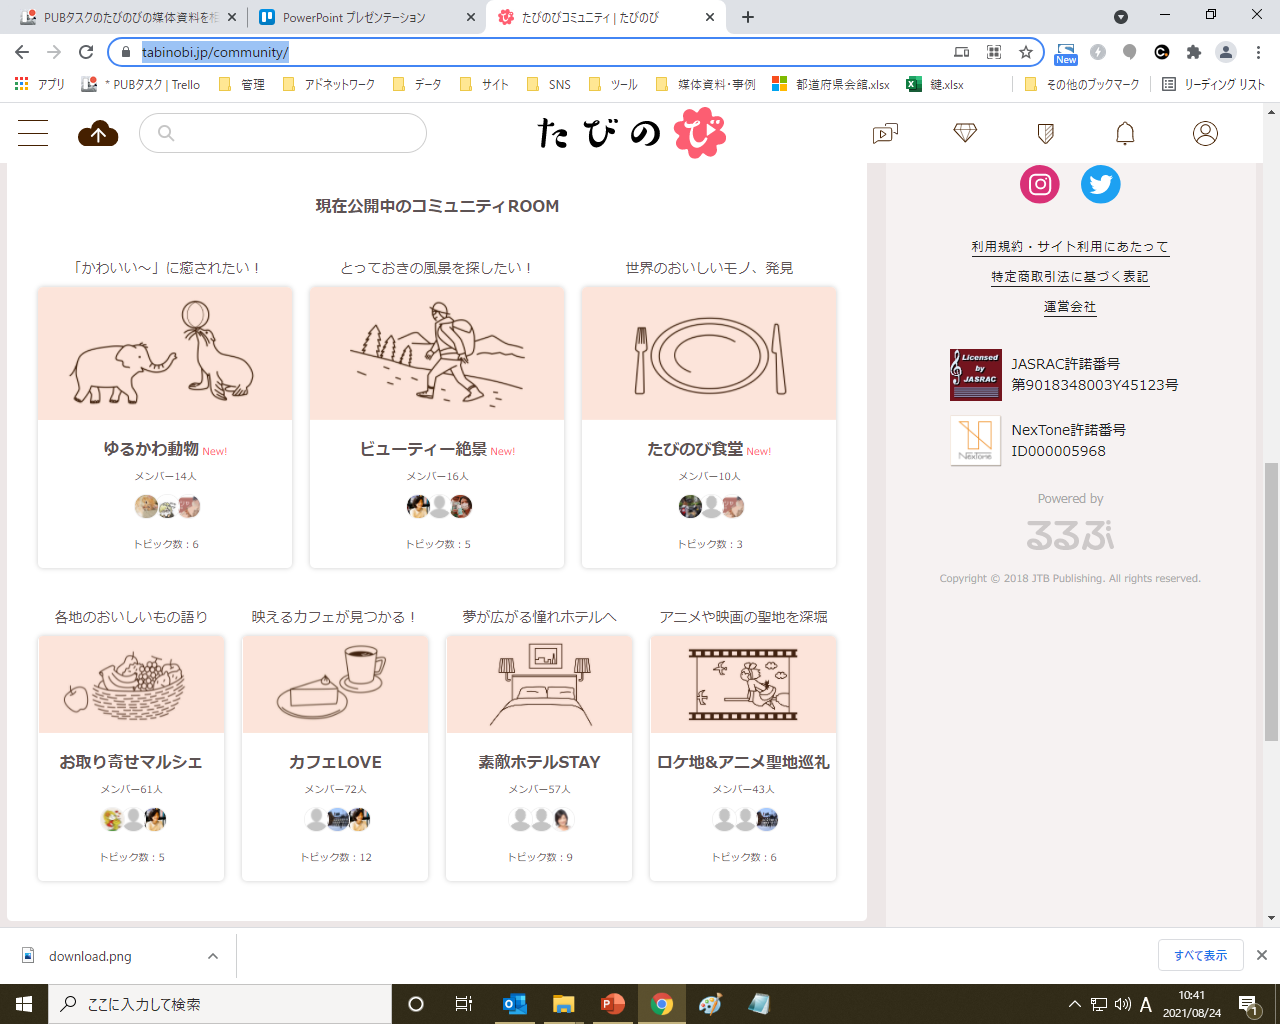 PUBタスクのたびのびの媒体資料を相
PowerPoint プレゼンテーション
たびのびコミュニティ | たびのび
tabinobi.jp/community/
New
アプリ
* PUBタスク | Trello
管理
アドネットワーク
データ
サイト
SNS
ツール
媒体資料・事例
都道府県会館.xlsx
鍵.xlsx
その他のブックマーク
リーディング リスト
たびのび
現在公開中のコミュニティROOM
「かわいい～」に癒されたい！
とっておきの風景を探したい！
世界のおいしいモノ、発見
ゆるかわ動物 New!
ビューティー絶景 New!
たびのび食堂 New!
メンバー14人
メンバー16人
メンバー10人
トピック数：6
トピック数：5
トピック数：3
各地のおいしいもの語り
映えるカフェが見つかる！
夢が広がる憧れホテルへ
アニメや映画の聖地を深堀
お取り寄せマルシェ
カフェLOVE
素敵ホテルSTAY
ロケ地&アニメ聖地巡礼
メンバー61人
メンバー72人
メンバー57人
メンバー43人
トピック数：5
トピック数：12
トピック数：9
トピック数：6
利用規約・サイト利用にあたって
特定商取引法に基づく表記
運営会社
Licensed
by
JASRAC
JASRAC許諾番号
第9018348003Y45123号
NexTone
NexTone許諾番号
ID000005968
Powered by
るるぶ
Copyright © 2018 JTB Publishing. All rights reserved.
download.png
すべて表示
ここに入力して検索
A
10:41
2021/08/24
1